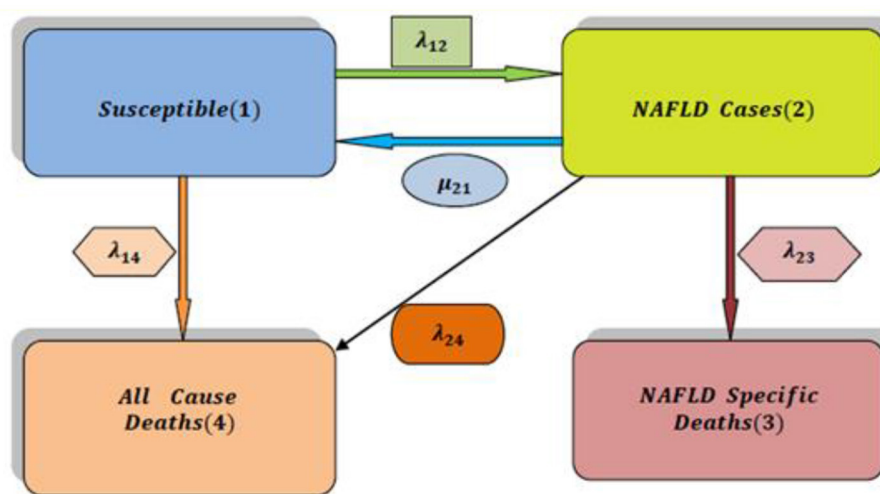 λ12
Susceptible(1)
NAFLD Cases(2)
μ21
λ14
λ23
λ24
All Cause
Deaths(4)
NAFLD Specific
Deaths(3)